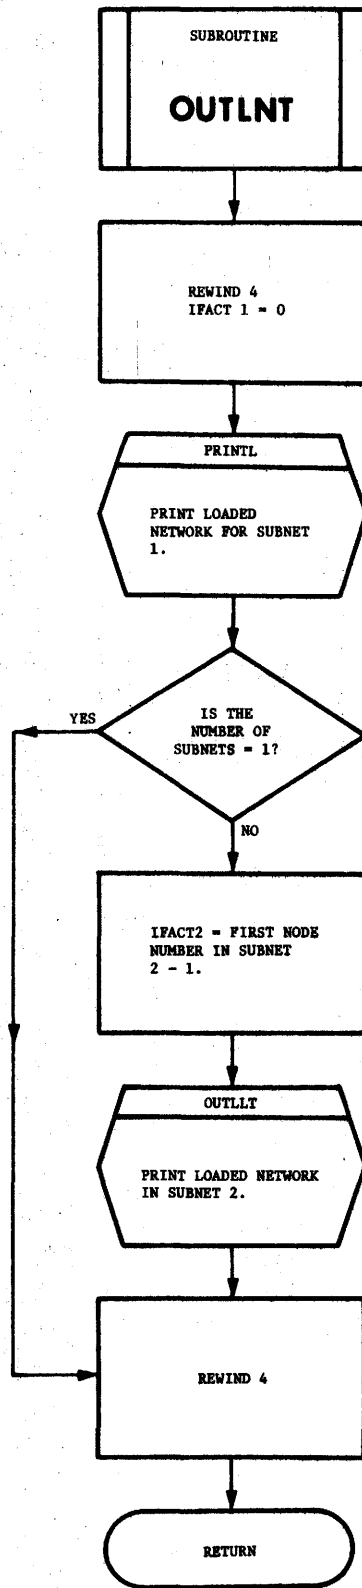 SUBROUTINE
OUTLNT
REWIND 4
IFACT 1 = 0
PRINTL
PRINT LOADED
NETWORK FOR SUBNET
1.
IS THE
NUMBER OF
SUBNETS = 1?
YES
NO
IFACT2 = FIRST NODE
NUMBER IN SUBNET
2 - 1.
OUTLLT
PRINT LOADED NETWORK
IN SUBNET 2.
REWIND 4
RETURN